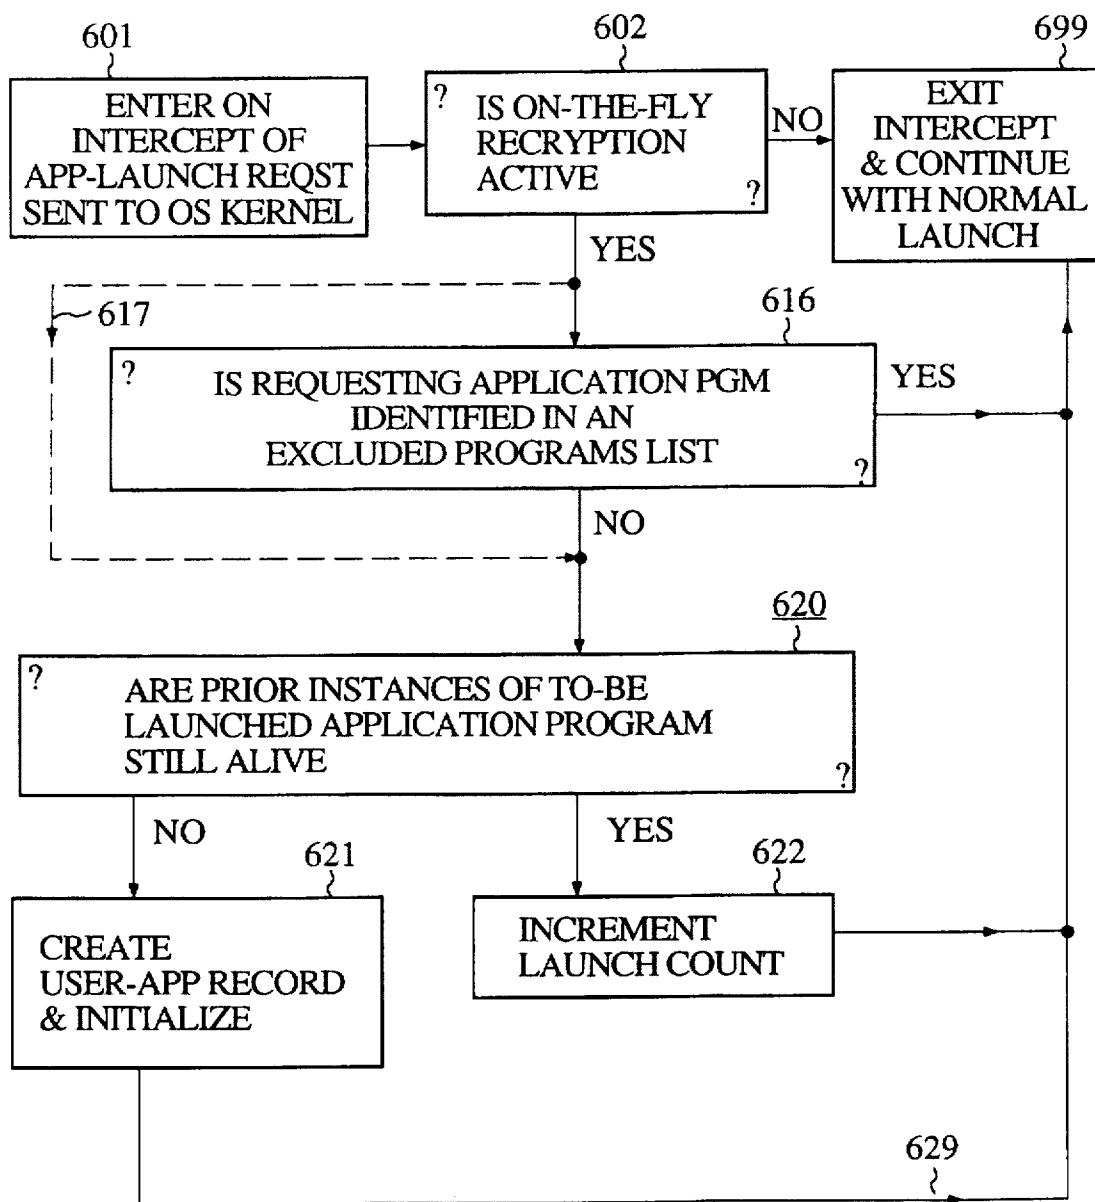 601
ENTER ON
INTERCEPT OF
APP-LAUNCH REQST
SENT TO OS KERNEL
602
?
IS ON-THE-FLY
RECRYPTION
ACTIVE
?
NO
699
EXIT
INTERCEPT
& CONTINUE
WITH NORMAL
LAUNCH
YES
617
616
?
IS REQUESTING APPLICATION PGM
IDENTIFIED IN AN
EXCLUDED PROGRAMS LIST
?
YES
NO
620
?
ARE PRIOR INSTANCES OF TO-BE
LAUNCHED APPLICATION PROGRAM
STILL ALIVE
?
NO
YES
621
CREATE
USER-APP RECORD
& INITIALIZE
622
INCREMENT
LAUNCH COUNT
629